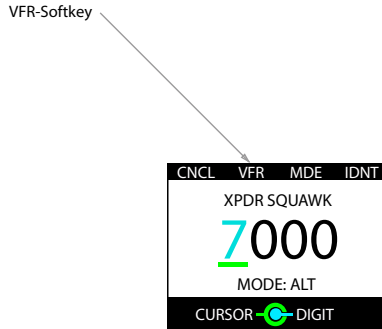 VFR-Softkey
CNCL VFR MDE IDNT
XPDR SQUAWK
7000
MODE: ALT
CURSOR DIGIT